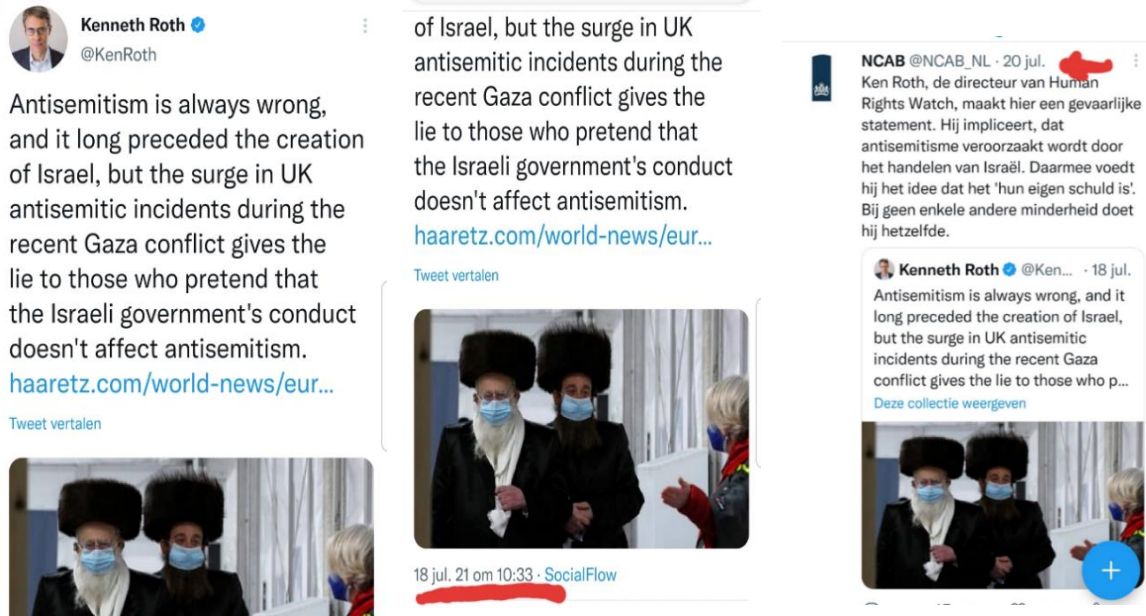 Kenneth Roth
@KenRoth
Antisemitism is always wrong,
and it long preceded the creation
of Israel, but the surge in UK
antisemitic incidents during the
recent Gaza conflict gives the
lie to those who pretend that
the Israeli government's conduct
doesn't affect antisemitism.
haaretz.com/world-news/eur...
Tweet vertalen
of Israel, but the surge in UK
antisemitic incidents during the
recent Gaza conflict gives the
lie to those who pretend that
the Israeli government's conduct
doesn't affect antisemitism.
haaretz.com/world-news/eur...
Tweet vertalen
18 jul. 21 om 10:33 · SocialFlow
NCAB @NCAB_NL · 20 jul.
Ken Roth, de directeur van Human
Rights Watch, maakt hier een gevaarlijke
statement. Hij impliceert, dat
antisemitisme veroorzaakt wordt door
het handelen van Israël. Daarmee voedt
hij het idee dat het 'hun eigen schuld is'.
Bij geen enkele andere minderheid doet
hij hetzelfde.
Kenneth Roth @Ken... · 18 jul.
Antisemitism is always wrong, and it
long preceded the creation of Israel,
but the surge in UK antisemitic
incidents during the recent Gaza
conflict gives the lie to those who p...
Deze collectie weergeven